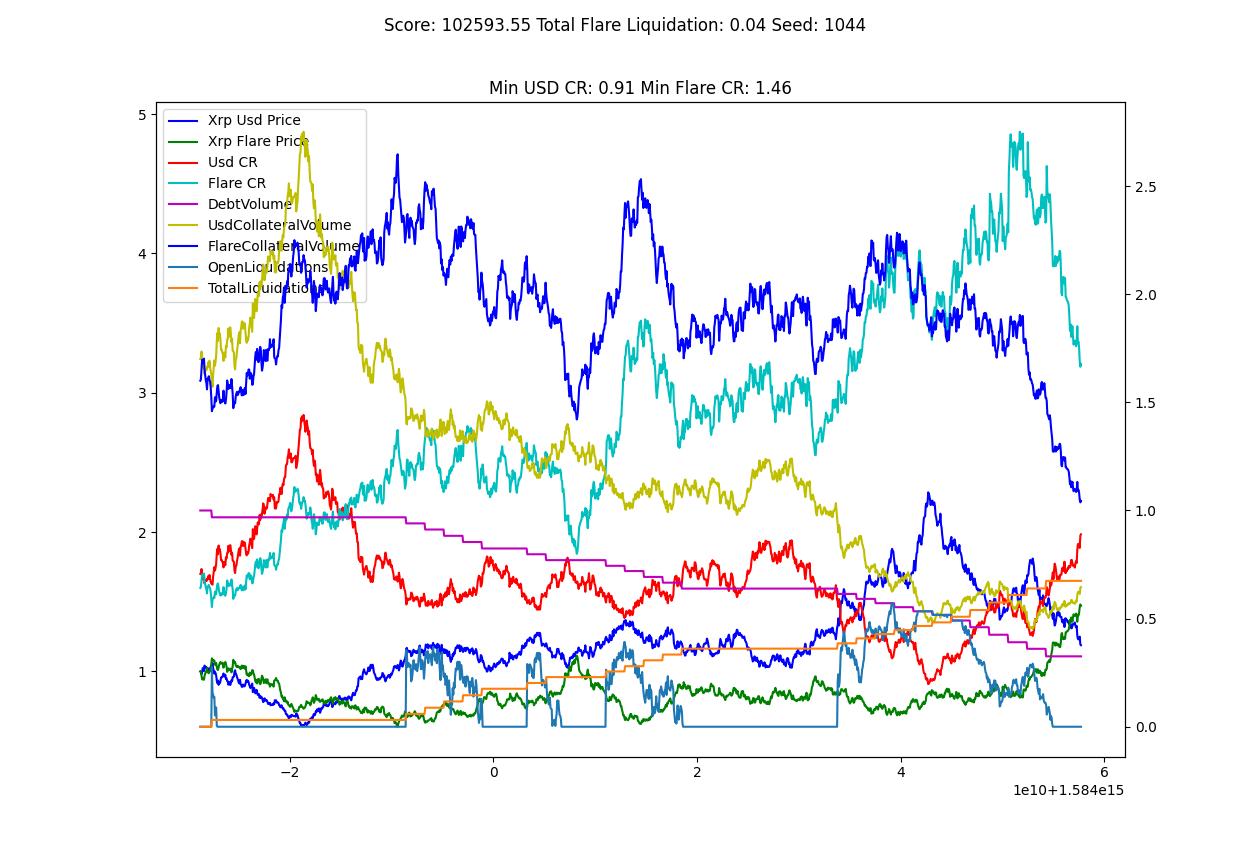 Score: 102593.55 Total Flare Liquidation: 0.04 Seed: 1044
Min USD CR: 0.91 Min Flare CR: 1.46
Xrp Usd Price
Xrp Flare Price
Usd CR
Flare CR
DebtVolume
UsdCollateralVolume
FlareCollateralVolume
OpenLiquidations
TotalLiquidations
5
4
3
2
1
2.5
2.0
1.5
1.0
0.5
0.0
−2 0 2 4 6
1e10+1.584e15